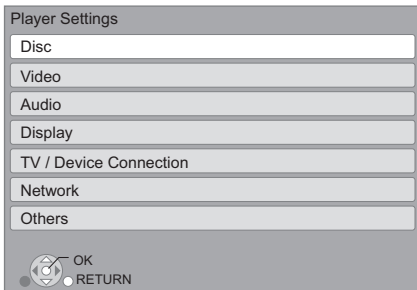 Player Settings
Disc
Video
Audio
Display
TV / Device Connection
Network
Others
OK
RETURN